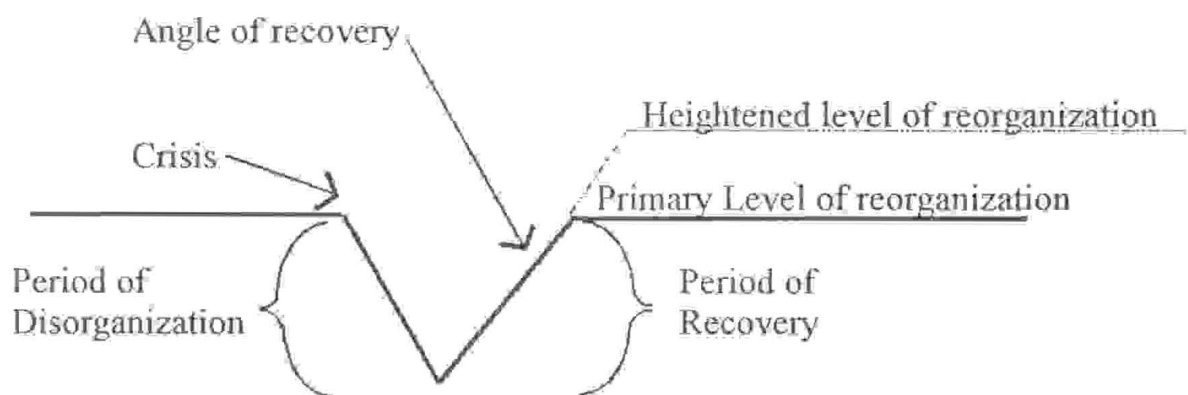 Angle of recovery
Heightened level of reorganization
Crisis
Primary Level of reorganization
Period of
Disorganization
Period of
Recovery